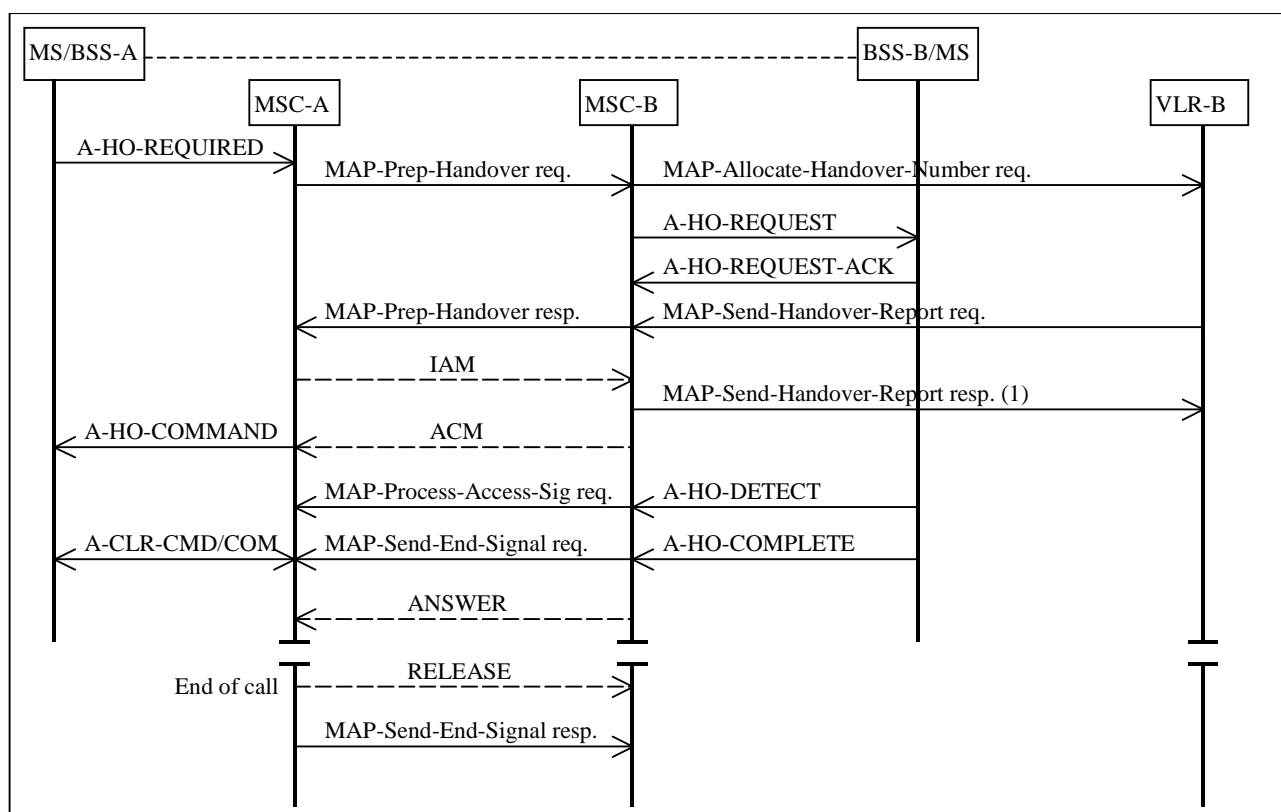 MS/BSS-A
BSS-B/MS
MSC-A
MSC-B
VLR-B
A-HO-REQUIRED
MAP-Prep-Handover req.
MAP-Allocate-Handover-Number req.
A-HO-REQUEST
A-HO-REQUEST-ACK
MAP-Prep-Handover resp.
MAP-Send-Handover-Report req.
IAM
MAP-Send-Handover-Report resp. (1)
A-HO-COMMAND
ACM
MAP-Process-Access-Sig req.
A-HO-DETECT
A-CLR-CMD/COM
MAP-Send-End-Signal req.
A-HO-COMPLETE
ANSWER
End of call
RELEASE
MAP-Send-End-Signal resp.